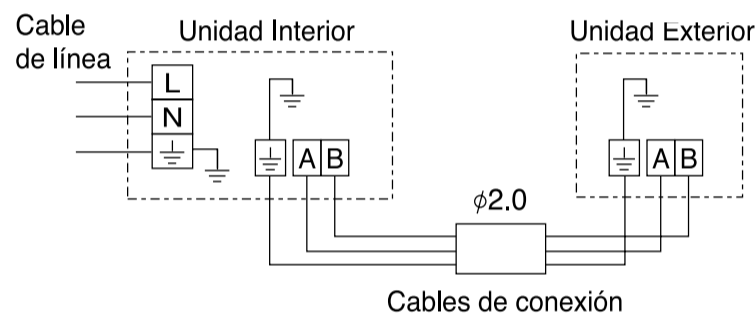 Cable
de línea
Unidad Interior
Unidad Exterior
L
N
A B
A B
ϕ2.0
Cables de conexión